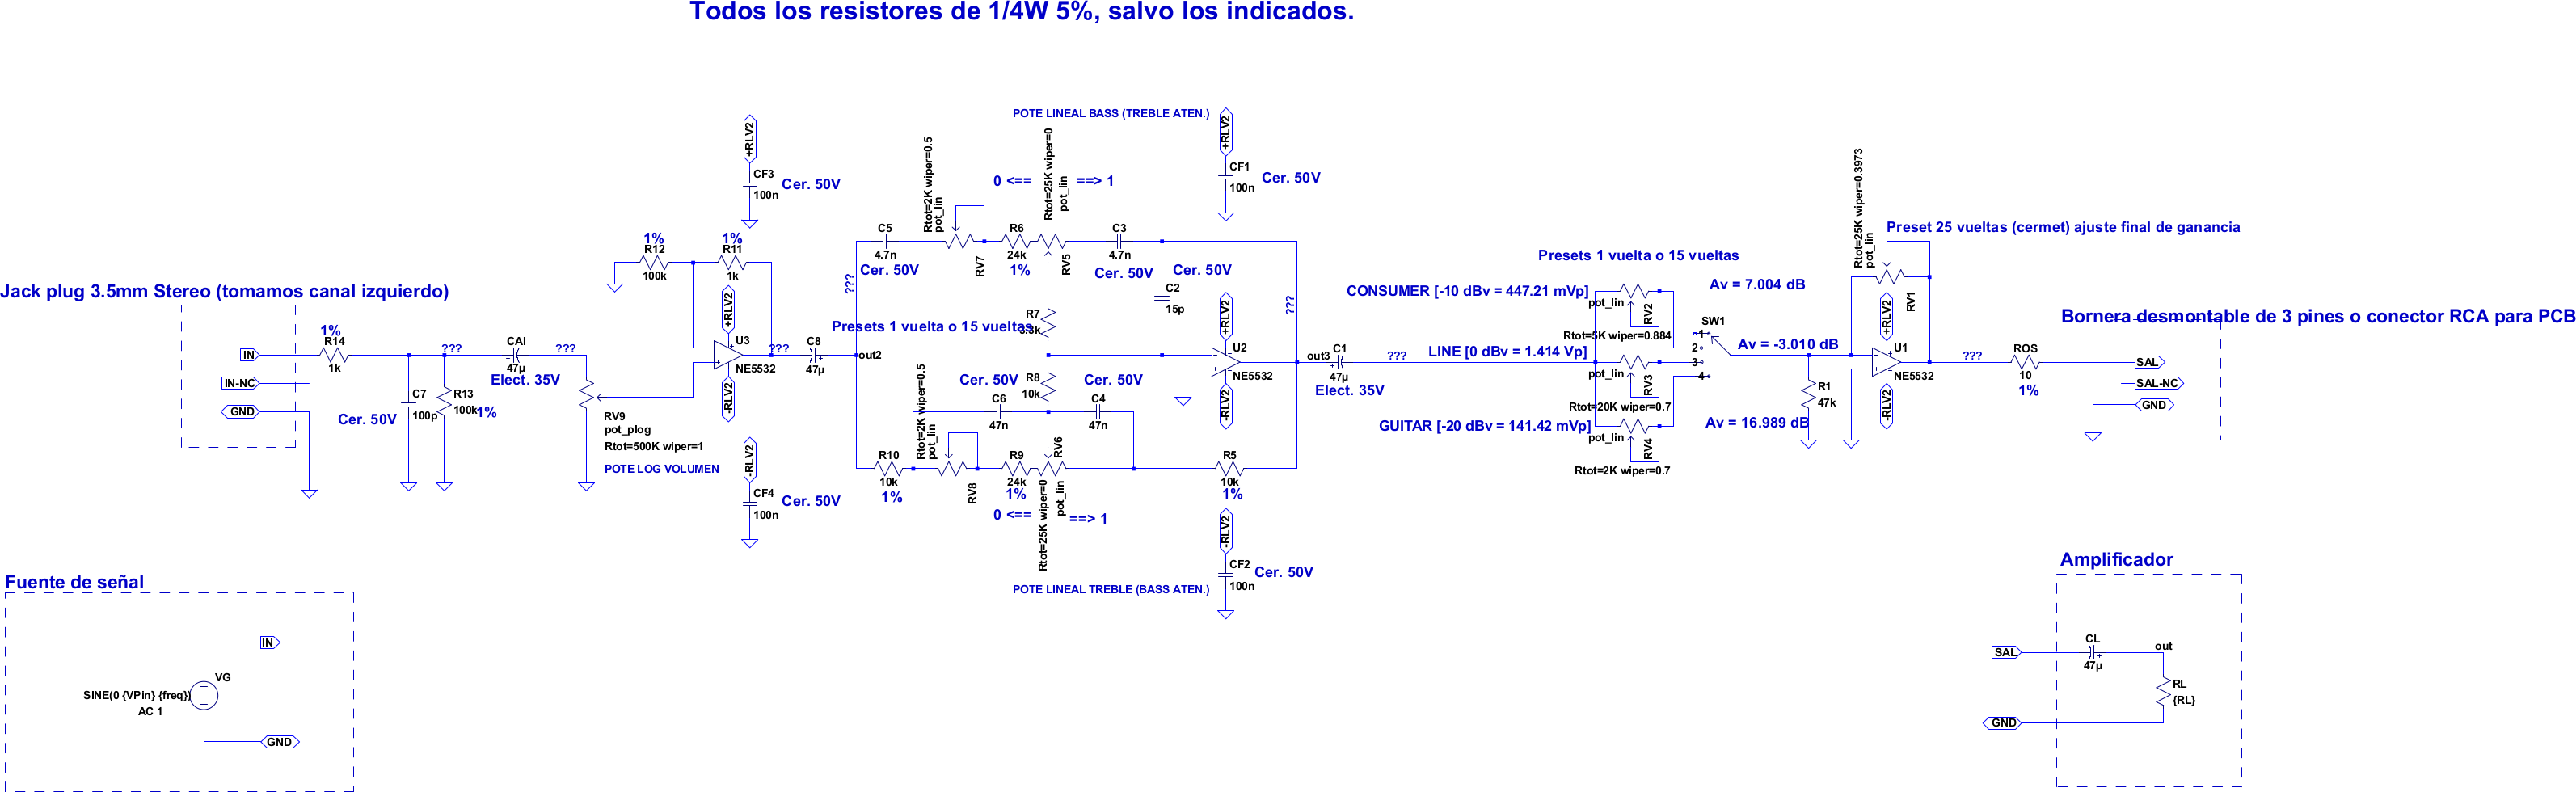 Todos los resistores de 1/4W 5%, salvo los indicados.
POTE LINEAL BASS (TREBLE ATEN.)
+RLV2
CF3
100n
Cer. 50V
Rtot=2K wiper=0.5
pot_lin
RV7
0 <==
Rtot=25K wiper=0
pot_lin
==> 1
RV5
+RLV2
CF1
100n
Cer. 50V
C5
4.7n
Cer. 50V
R6
24k
1%
C3
4.7n
Cer. 50V
Cer. 50V
C2
15p
1%
R12
100k
1%
R11
1k
+RLV2
U3
NE5532
-RLV2
???
C8
47µ
out2
???
Presets 1 vuelta o 15 vueltas
R7
3.3k
+RLV2
U2
NE5532
-RLV2
???
out3
C1
47µ
Elect. 35V
???
Jack plug 3.5mm Stereo (tomamos canal izquierdo)
IN
IN-NC
GND
1%
R14
1k
Cer. 50V
C7
100p
R13
100k
1%
???
CAI
47µ
Elect. 35V
???
RV9
pot_plog
Rtot=500K wiper=1
POTE LOG VOLUMEN
-RLV2
CF4
100n
Cer. 50V
Rtot=2K wiper=0.5
pot_lin
RV8
Cer. 50V
C6
47n
R8
10k
Cer. 50V
C4
47n
R10
10k
1%
R9
24k
1%
RV6
0 <==
Rtot=25K wiper=0
pot_lin
==> 1
R5
10k
1%
-RLV2
CF2
100n
Cer. 50V
POTE LINEAL TREBLE (BASS ATEN.)
Presets 1 vuelta o 15 vueltas
CONSUMER [-10 dBv = 447.21 mVp]
pot_lin
RV2
Rtot=5K wiper=0.884
LINE [0 dBv = 1.414 Vp]
pot_lin
RV3
Rtot=20K wiper=0.7
GUITAR [-20 dBv = 141.42 mVp]
pot_lin
RV4
Rtot=2K wiper=0.7
Av = 7.004 dB
SW1
1
2
3
4
Av = -3.010 dB
Av = 16.989 dB
R1
47k
Rtot=25K wiper=0.3973
pot_lin
RV1
Preset 25 vueltas (cermet) ajuste final de ganancia
+RLV2
U1
NE5532
-RLV2
???
ROS
10
1%
Bornera desmontable de 3 pines o conector RCA para PCB
SAL
SAL-NC
GND
Fuente de señal
IN
VG
SINE(0 {VPin} {freq})
AC 1
GND
Amplificador
SAL
GND
CL
47µ
out
RL
{RL}